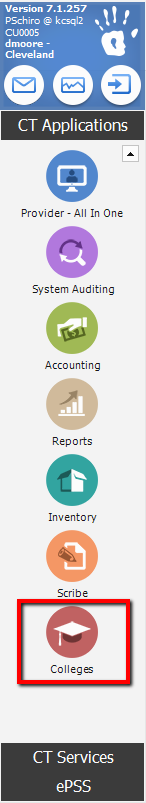 Version 7.1.257
PSchiro @ kcsql2
CU0005
dmoore -
Cleveland
CT Applications
Provider - All In One
System Auditing
Accounting
Reports
Inventory
Scribe
Colleges
CT Services
ePSS